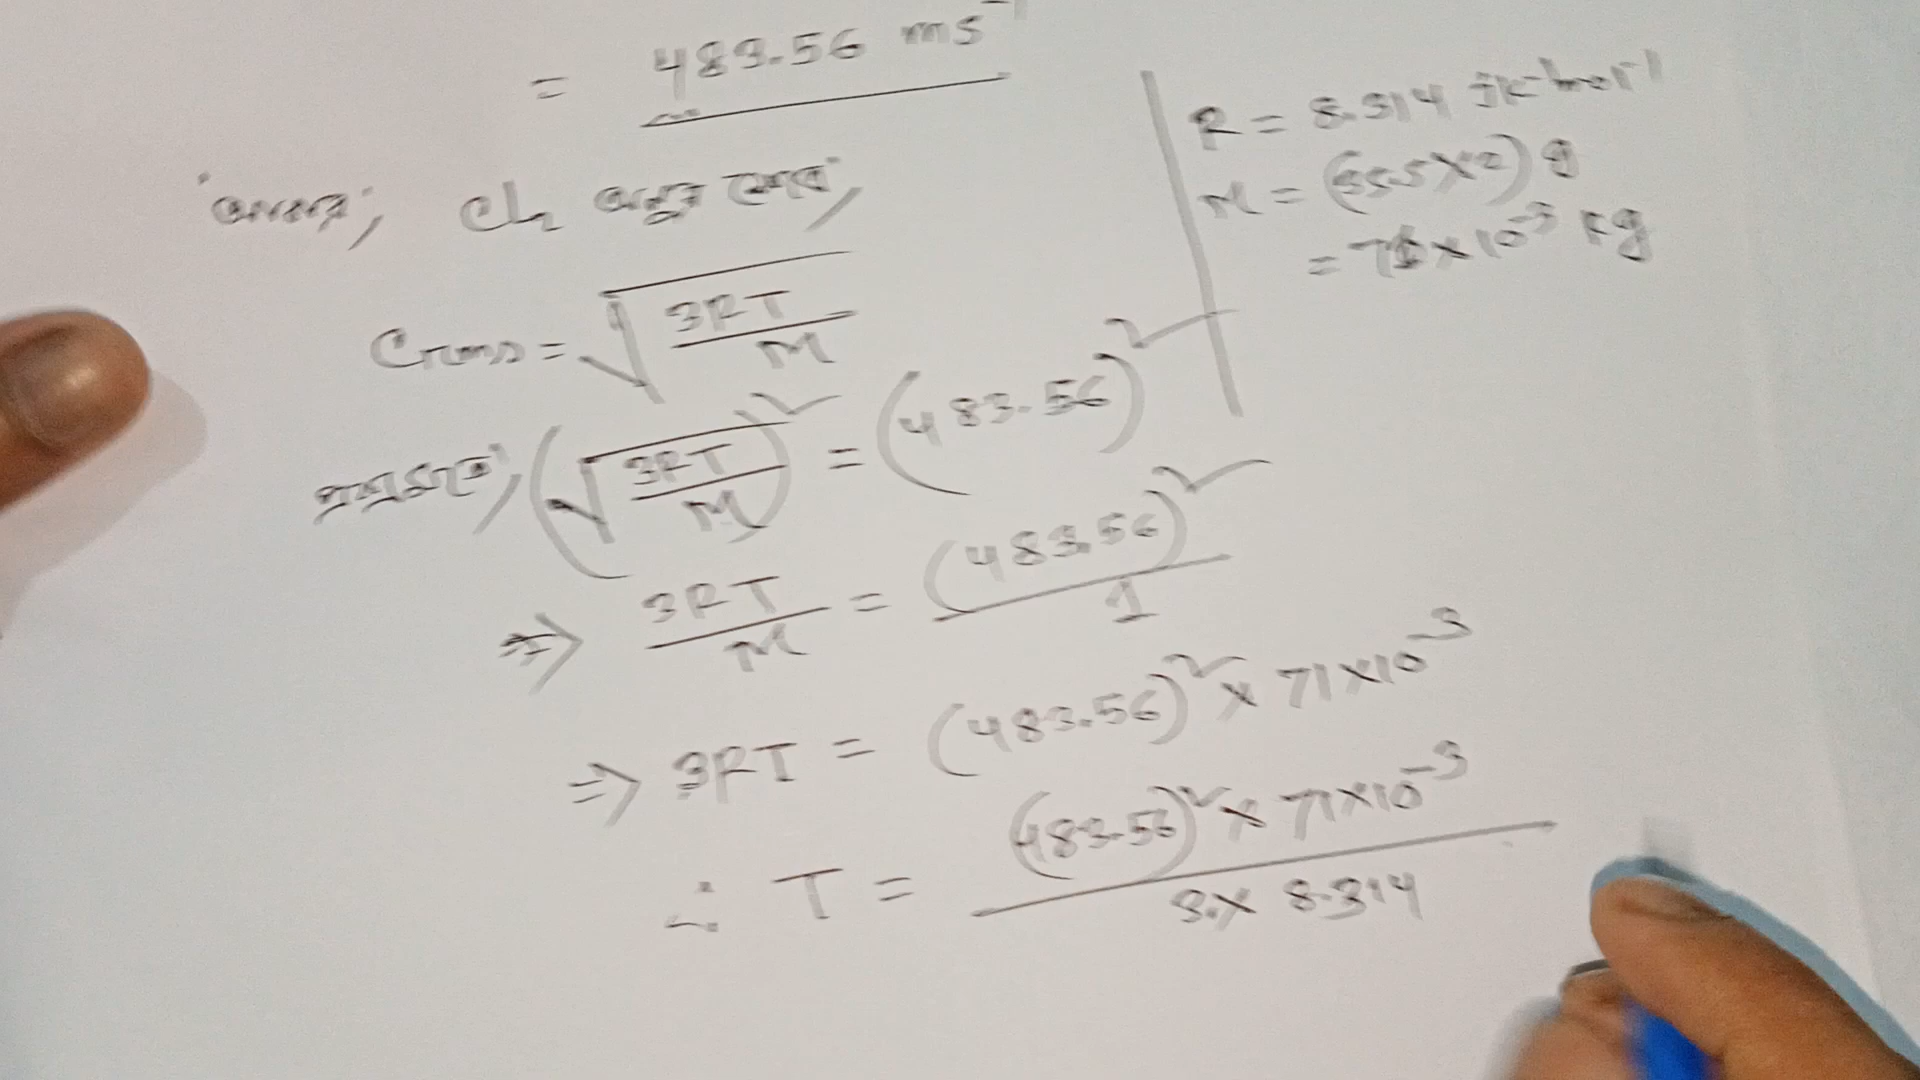 = 483.56 ms⁻¹
আবার, Cl₂ অণুর ক্ষেত্রে,
R = 8.314 JK⁻¹mol⁻¹
M = (35.5×2) g
= 71×10⁻³ kg
Crms = √(3RT/M)
প্রশ্নমতে, (√(3RT/M))² = (483.56)²
⇒ 3RT/M = (483.56)²/1
⇒ 3RT = (483.56)² × 71×10⁻³
∴ T = (483.56)² × 71×10⁻³ / 3 × 8.314